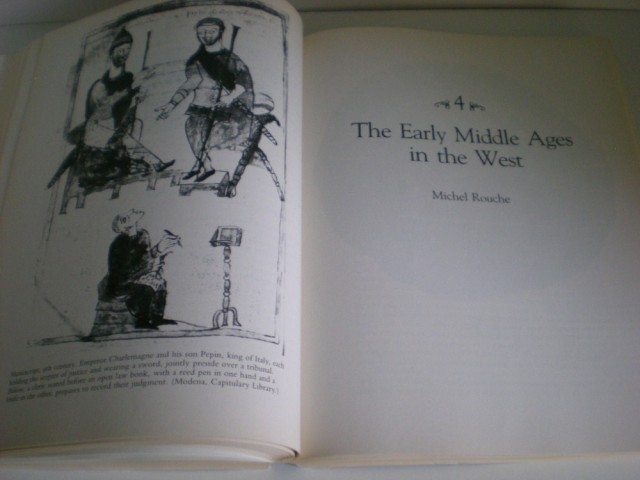 Manuscript, 10th century. Emperor Charlemagne and his son Pepin, king of Italy, each
holding the scepter of justice and wearing a sword, jointly preside over a tribunal.
Below, a clerk seated before an open law book, with a reed pen in one hand and a
knife in the other, prepares to record their judgment. (Modena, Capitulary Library.)
4
The Early Middle Ages
in the West
Michel Rouche